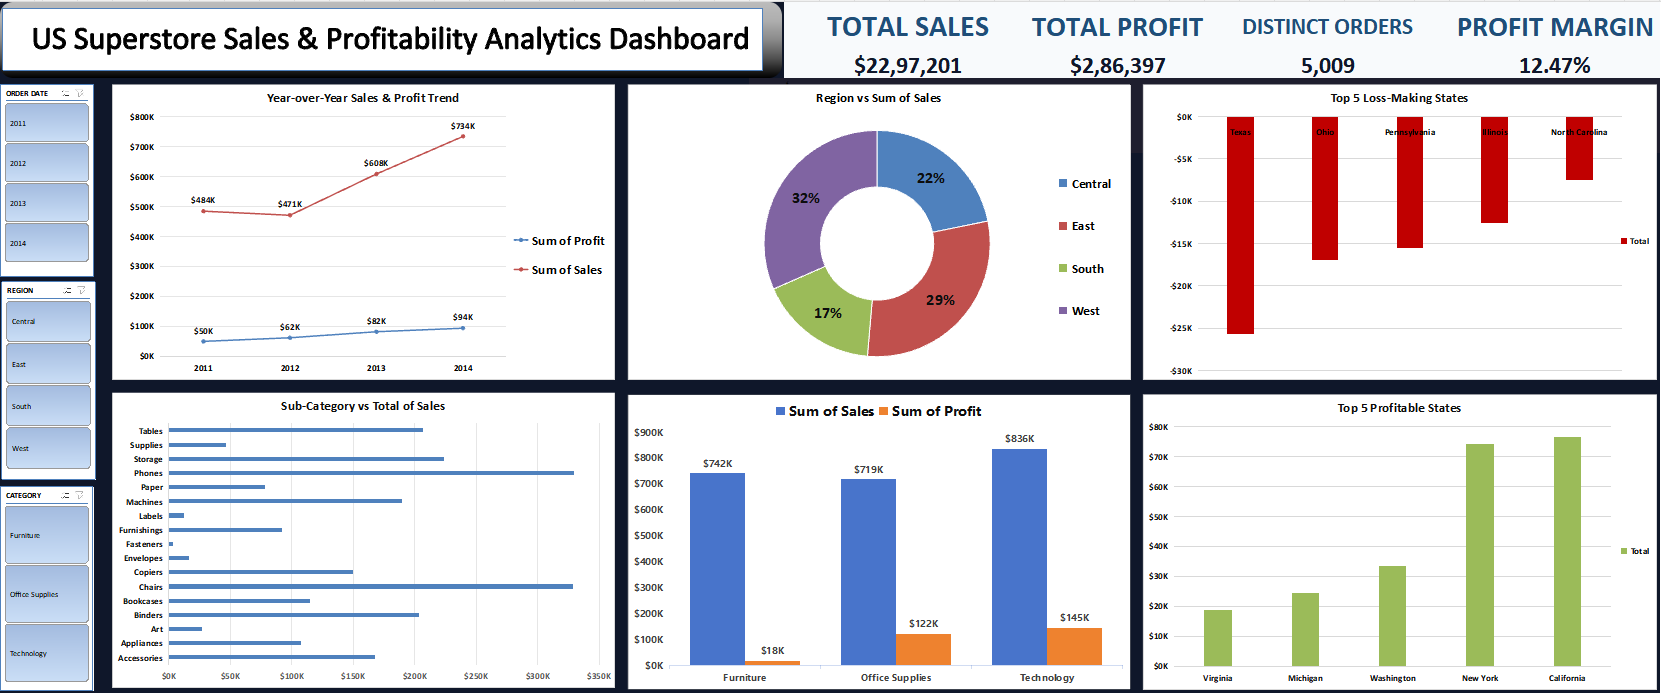 US Superstore Sales & Profitability Analytics Dashboard
TOTAL SALES
$22,97,201
TOTAL PROFIT
$2,86,397
DISTINCT ORDERS
5,009
PROFIT MARGIN
12.47%
ORDER DATE
2011
2012
2013
2014
REGION
Central
East
South
West
CATEGORY
Furniture
Office Supplies
Technology
Year-over-Year Sales & Profit Trend
$800K
$700K
$600K
$500K
$400K
$300K
$200K
$100K
$0K
$484K
$471K
$608K
$734K
$50K
$62K
$82K
$94K
2011
2012
2013
2014
Sum of Profit
Sum of Sales
Region vs Sum of Sales
22%
29%
17%
32%
Central
East
South
West
Top 5 Loss-Making States
$0K
-$5K
-$10K
-$15K
-$20K
-$25K
-$30K
Texas
Ohio
Pennsylvania
Illinois
North Carolina
Total
Sub-Category vs Total of Sales
Tables
Supplies
Storage
Phones
Paper
Machines
Labels
Furnishings
Fasteners
Envelopes
Copiers
Chairs
Bookcases
Binders
Art
Appliances
Accessories
$0K
$50K
$100K
$150K
$200K
$250K
$300K
$350K
Sum of Sales
Sum of Profit
$900K
$800K
$700K
$600K
$500K
$400K
$300K
$200K
$100K
$0K
$742K
$18K
$719K
$122K
$836K
$145K
Furniture
Office Supplies
Technology
Top 5 Profitable States
$80K
$70K
$60K
$50K
$40K
$30K
$20K
$10K
$0K
Virginia
Michigan
Washington
New York
California
Total